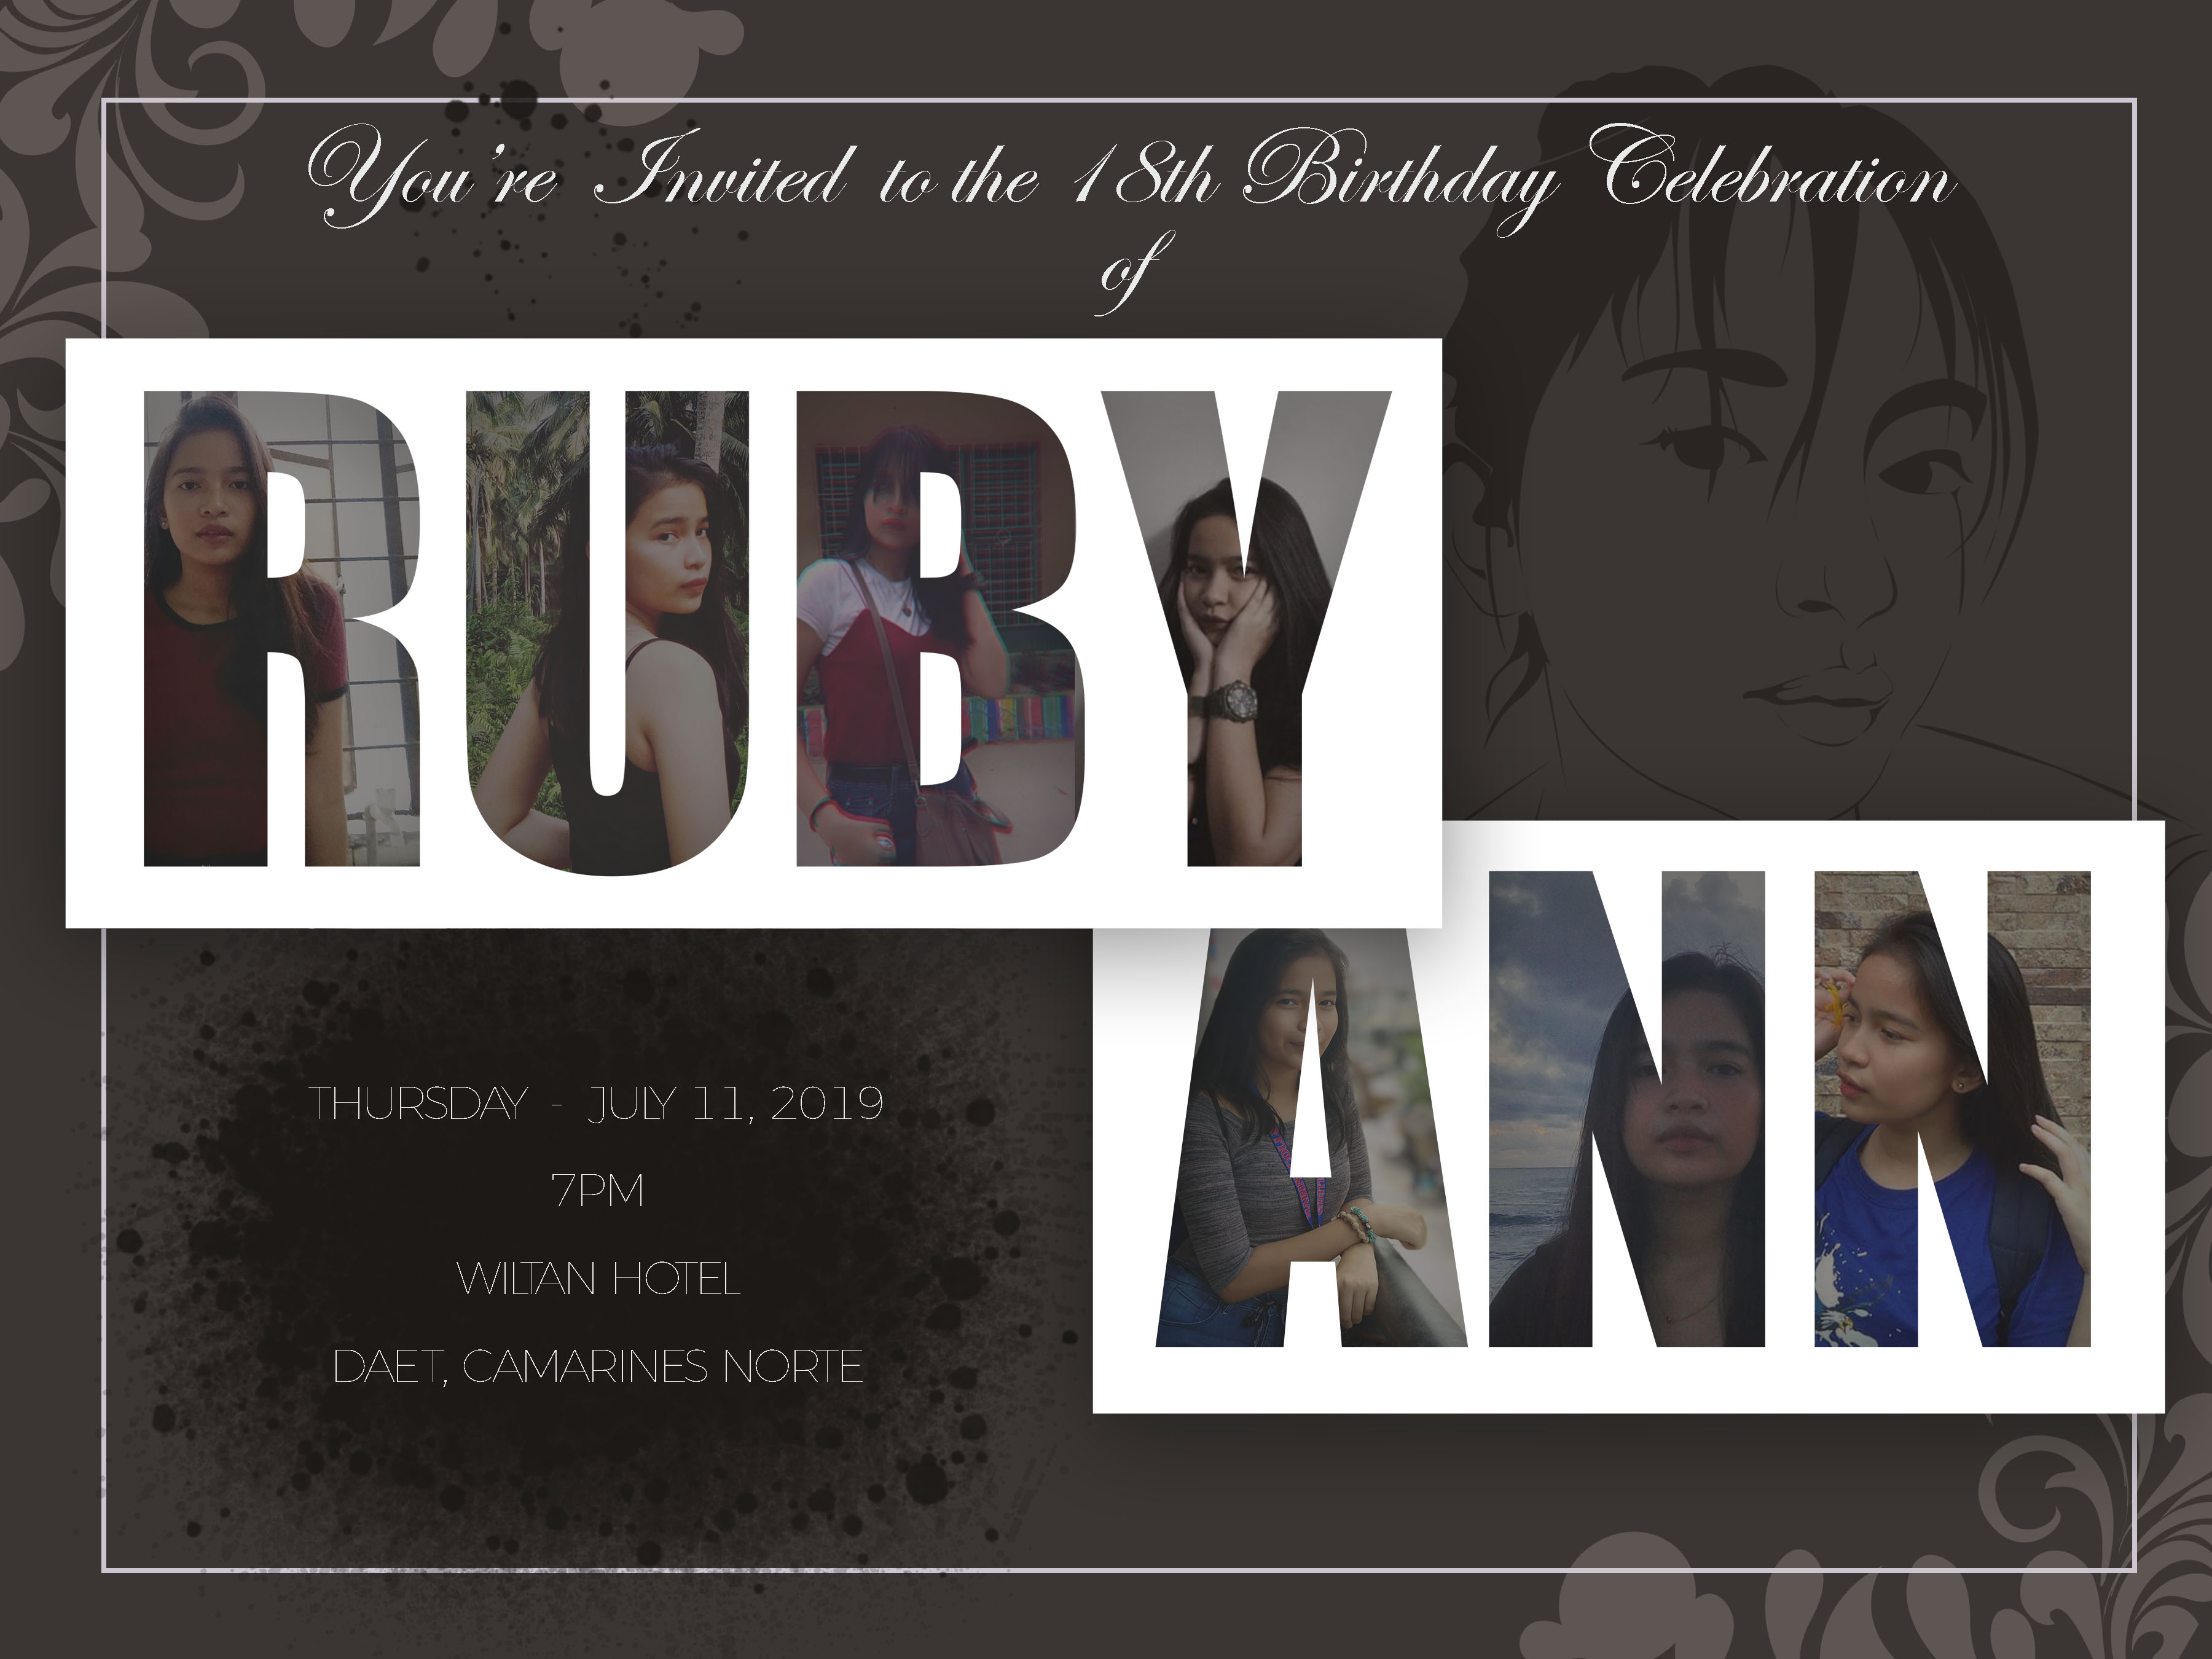 You're Invited to the 18th Birthday Celebration
of
RUBY
ANN
THURSDAY - JULY 11, 2019
7PM
WILTAN HOTEL
DAET, CAMARINES NORTE